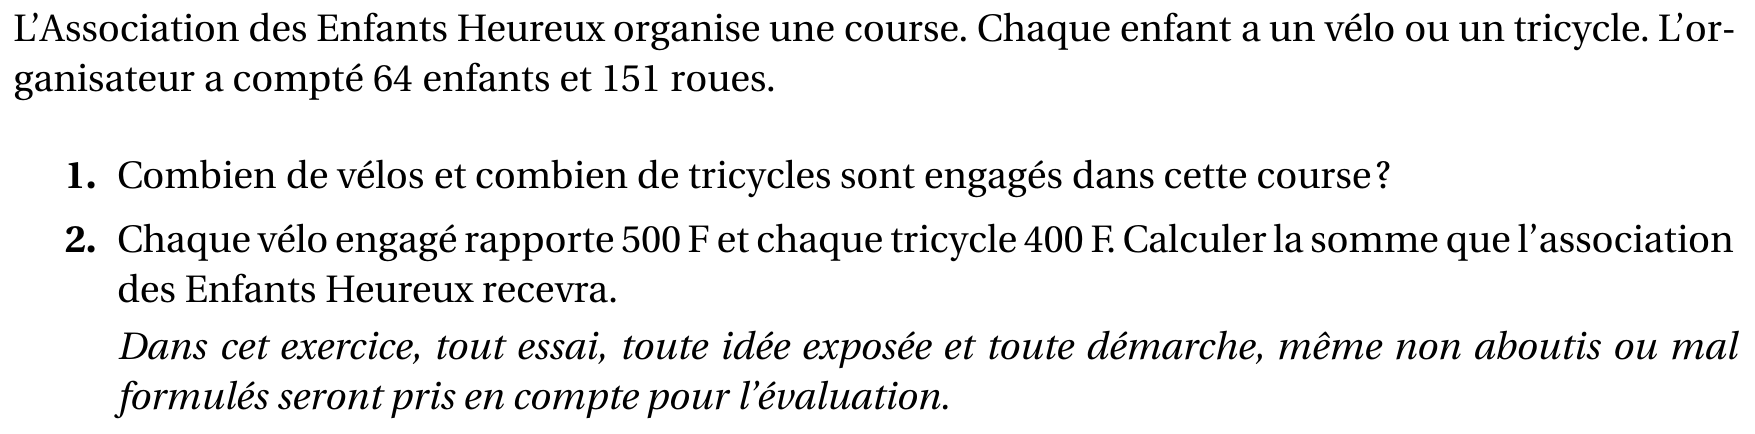 L’Association des Enfants Heureux organise une course. Chaque enfant a un vélo ou un tricycle. L’or-
ganisateur a compté 64 enfants et 151 roues.
1. Combien de vélos et combien de tricycles sont engagés dans cette course ?
2. Chaque vélo engagé rapporte 500 F et chaque tricycle 400 F. Calculer la somme que l’association
des Enfants Heureux recevra.
Dans cet exercice, tout essai, toute idée exposée et toute démarche, même non aboutis ou mal
formulés seront pris en compte pour l’évaluation.